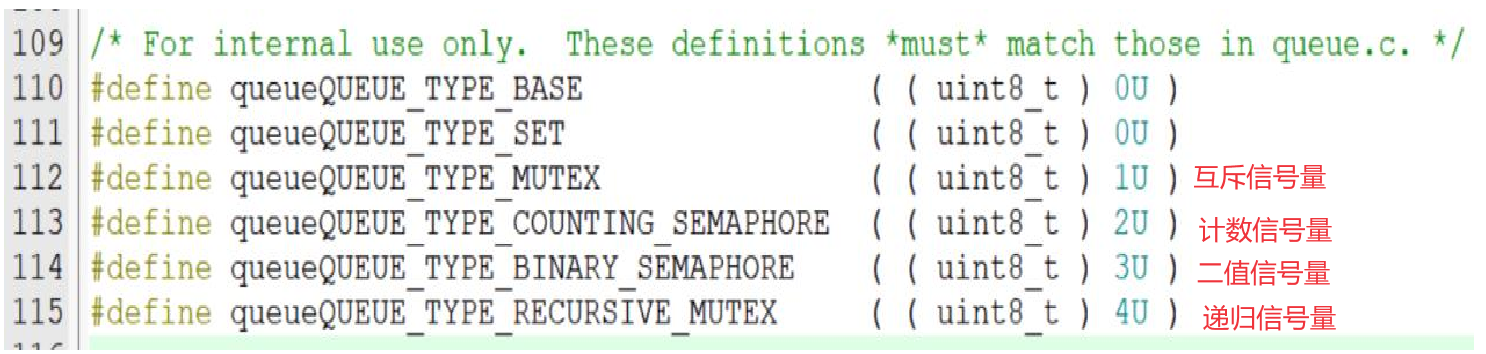 109 /* For internal use only.  These definitions *must* match those in queue.c. */
110 #define queueQUEUE_TYPE_BASE ( ( uint8_t ) 0U )
111 #define queueQUEUE_TYPE_SET ( ( uint8_t ) 0U )
112 #define queueQUEUE_TYPE_MUTEX ( ( uint8_t ) 1U ) 互斥信号量
113 #define queueQUEUE_TYPE_COUNTING_SEMAPHORE ( ( uint8_t ) 2U ) 计数信号量
114 #define queueQUEUE_TYPE_BINARY_SEMAPHORE ( ( uint8_t ) 3U ) 二值信号量
115 #define queueQUEUE_TYPE_RECURSIVE_MUTEX ( ( uint8_t ) 4U ) 递归信号量